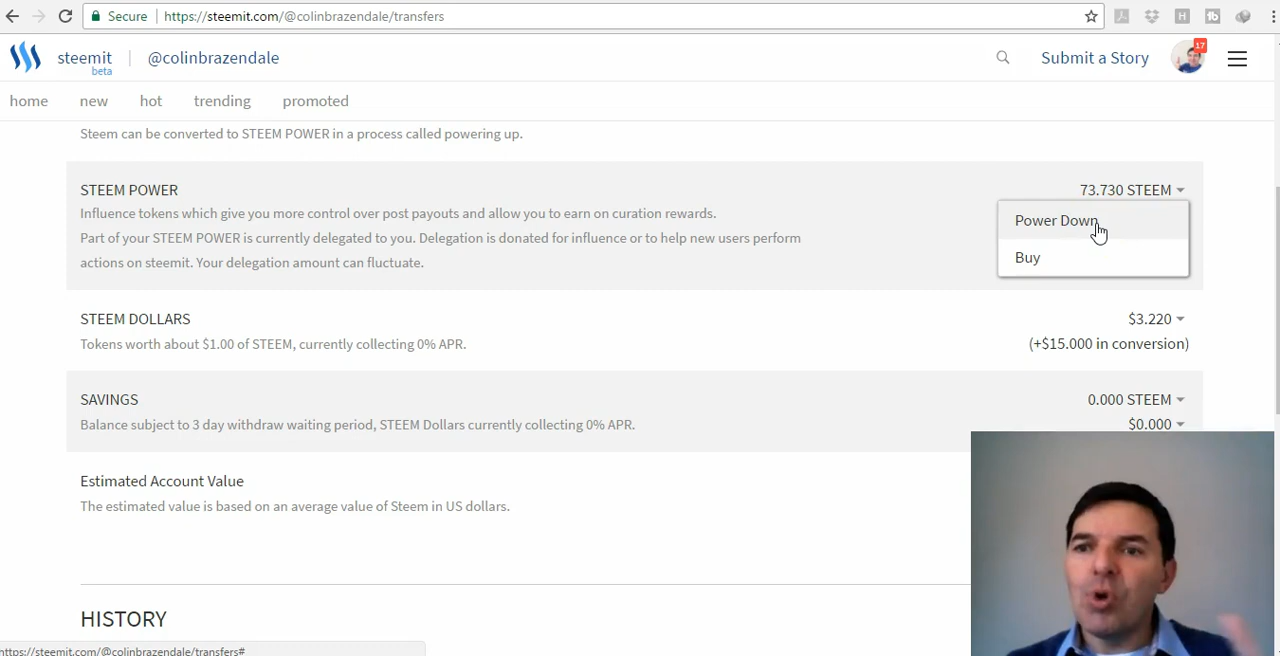 Secure https://steemit.com/@colinbrazendale/transfers
steemit
beta
@colinbrazendale
Submit a Story
17
home new hot trending promoted
Steem can be converted to STEEM POWER in a process called powering up.
STEEM POWER
73.730 STEEM
Influence tokens which give you more control over post payouts and allow you to earn on curation rewards.
Part of your STEEM POWER is currently delegated to you. Delegation is donated for influence or to help new users perform
actions on steemit. Your delegation amount can fluctuate.
Power Down
Buy
STEEM DOLLARS
$3.220
Tokens worth about $1.00 of STEEM, currently collecting 0% APR.
(+$15.000 in conversion)
SAVINGS
0.000 STEEM
Balance subject to 3 day withdraw waiting period, STEEM Dollars currently collecting 0% APR.
$0.000
Estimated Account Value
The estimated value is based on an average value of Steem in US dollars.
HISTORY
https://steemit.com/@colinbrazendale/transfers#